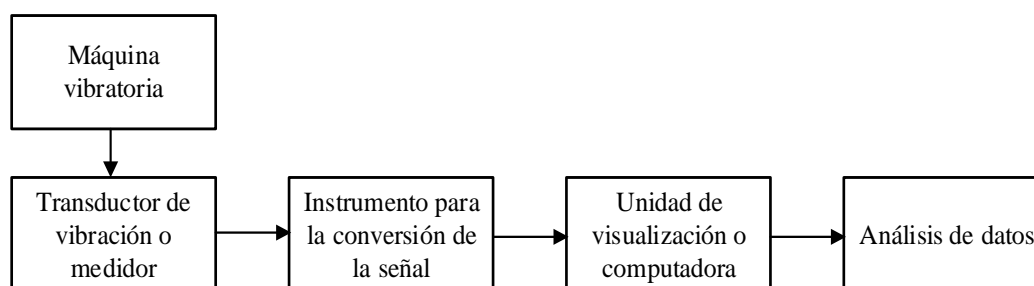 Máquina
vibratoria
Transductor de
vibración o
medidor
Instrumento para
la conversión de
la señal
Unidad de
visualización o
computadora
Análisis de datos